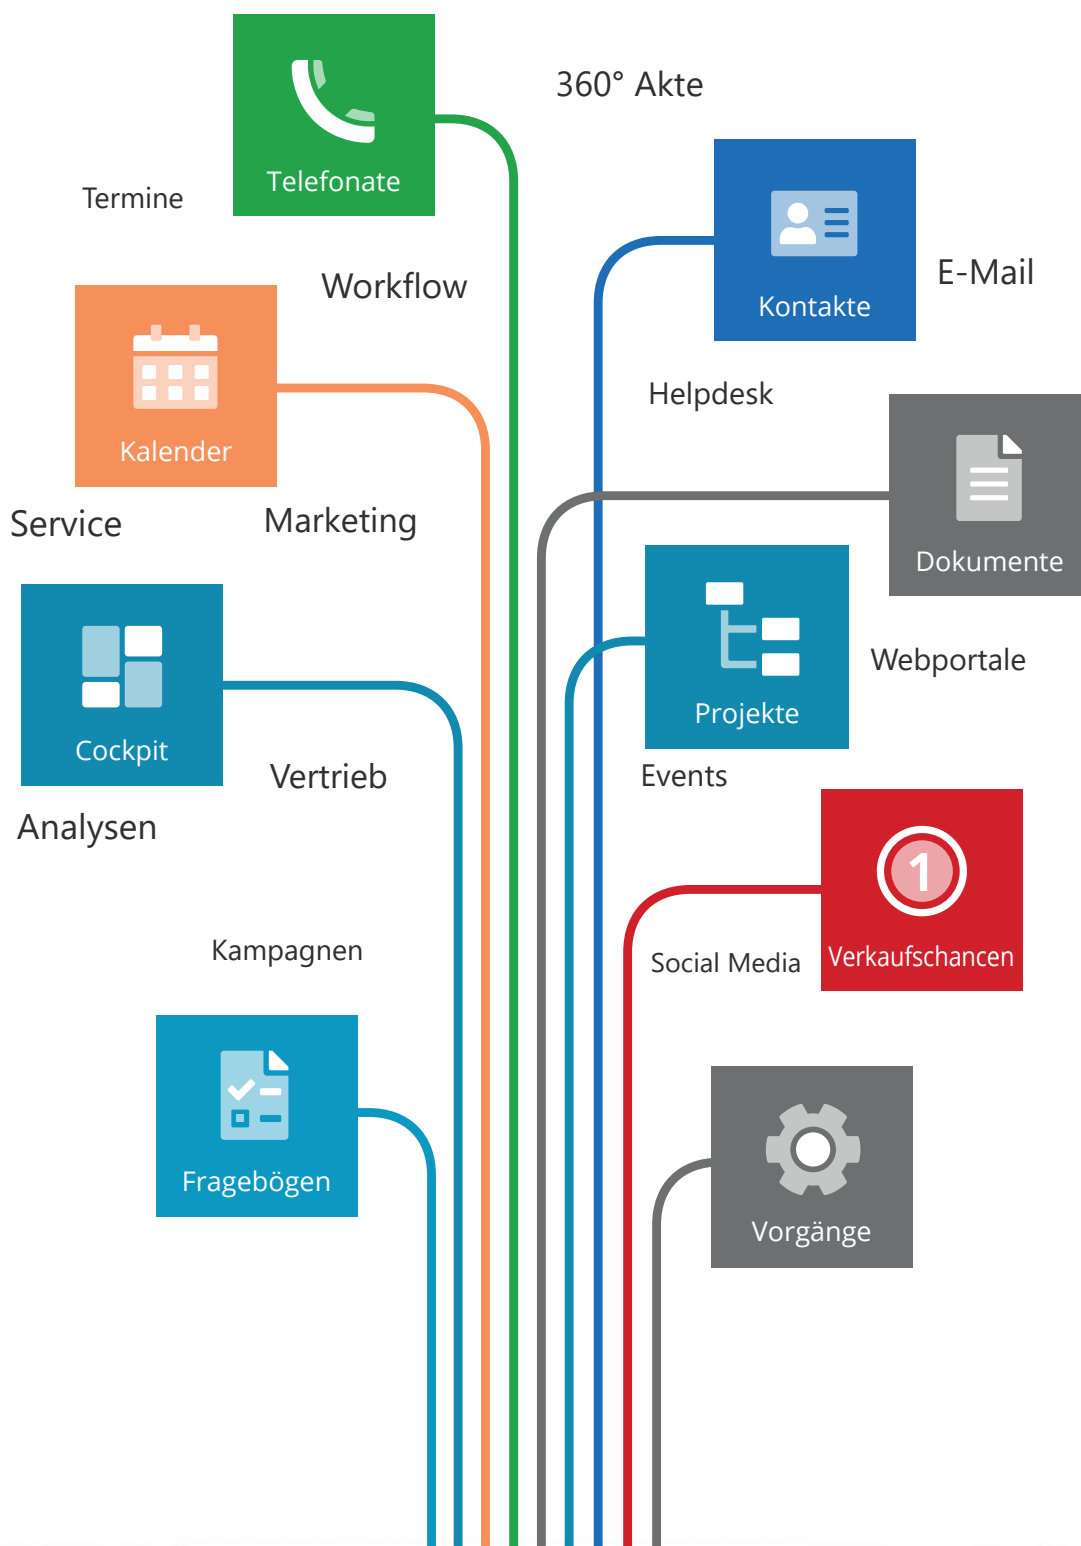 360° Akte
Telefonate
Termine
E-Mail
Workflow
Kontakte
Helpdesk
Kalender
Service
Marketing
Dokumente
Webportale
Projekte
Cockpit
Vertrieb
Events
Analysen
1
Kampagnen
Social Media
Verkaufschancen
Fragebögen
Vorgänge